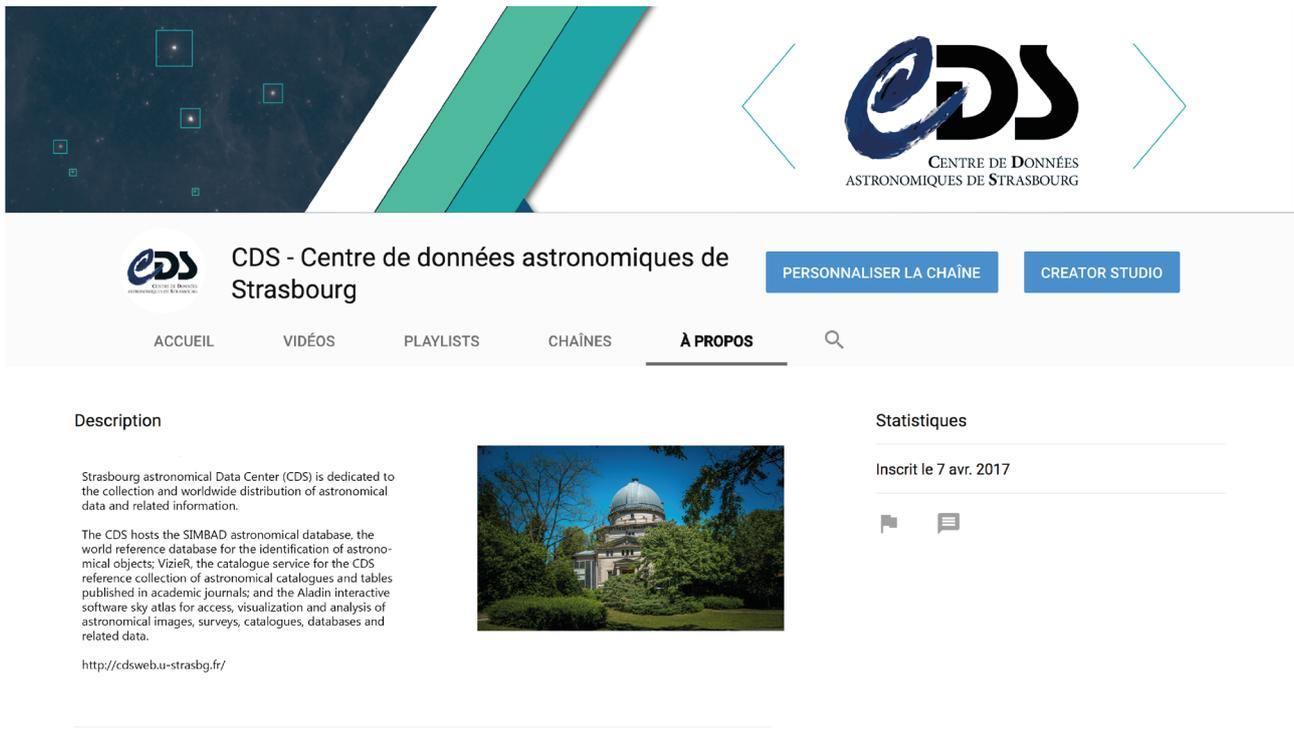 CDS
CENTRE DE DONNÉES
ASTRONOMIQUES DE STRASBOURG
CDS
CENTRE DE DONNÉES
ASTRONOMIQUES DE STRASBOURG
CDS - Centre de données astronomiques de
Strasbourg
PERSONNALISER LA CHAÎNE
CREATOR STUDIO
ACCUEIL
VIDÉOS
PLAYLISTS
CHAÎNES
À PROPOS
Description
Strasbourg astronomical Data Center (CDS) is dedicated to
the collection and worldwide distribution of astronomical
data and related information.
The CDS hosts the SIMBAD astronomical database, the
world reference database for the identification of astrono-
mical objects; VizieR, the catalogue service for the CDS
reference collection of astronomical catalogues and tables
published in academic journals; and the Aladin interactive
software sky atlas for access, visualization and analysis of
astronomical images, surveys, catalogues, databases and
related data.
http://cdsweb.u-strasbg.fr/
Statistiques
Inscrit le 7 avr. 2017